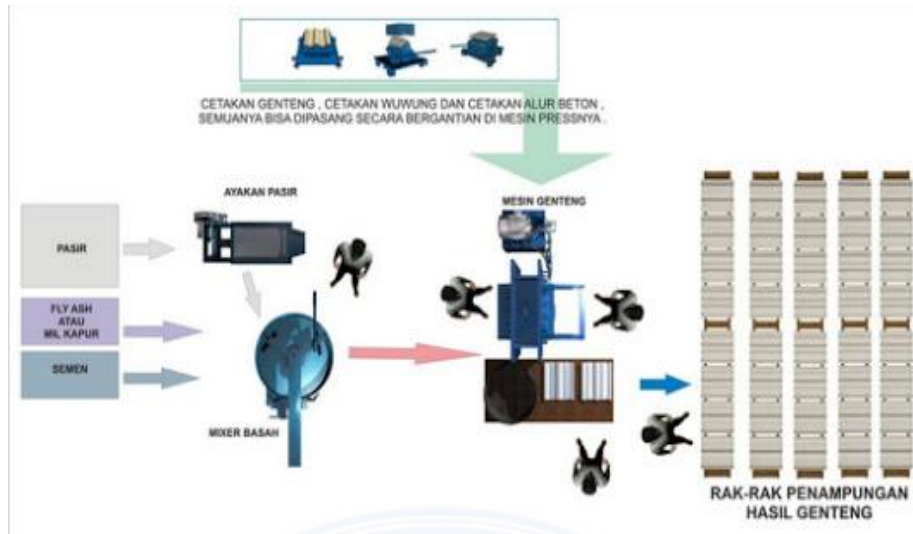 CETAKAN GENTENG , CETAKAN WUWUNG DAN CETAKAN ALUR BETON ,
SEMUANYA BISA DIPASANG SECARA BERGANTIAN DI MESIN PRESSNYA .
AYAKAN PASIR
MESIN GENTENG
PASIR
FLY ASH
ATAU
MIL KAPUR
SEMEN
MIXER BASAH
RAK-RAK PENAMPUNGAN
HASIL GENTENG